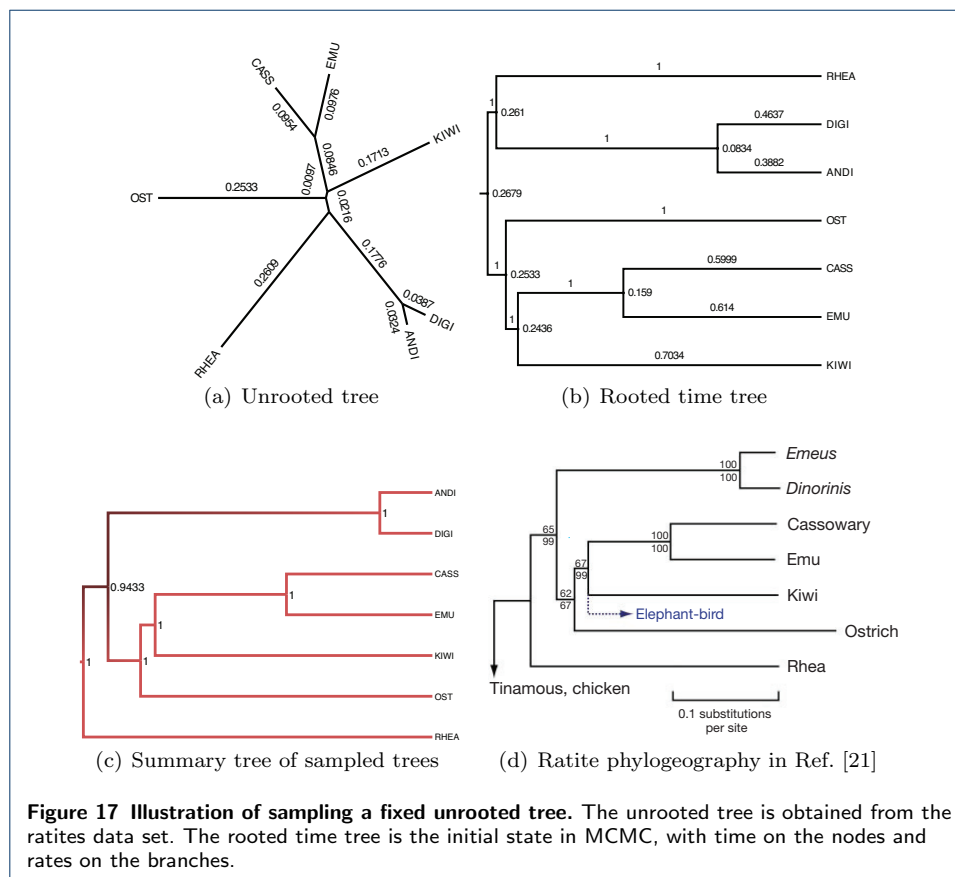 CASS
EMU
0.0954
0.0976
KIWI
0.0846
0.1713
0.0097
OST
0.2533
0.0216
0.2609
0.1776
0.0387
0.0324
DIGI
ANDI
RHEA
(a) Unrooted tree
1
RHEA
1
0.261
0.4637
DIGI
1
0.0834
0.3882
ANDI
0.2679
1
OST
1
0.2533
0.5999
CASS
1
0.159
0.614
EMU
1
0.2436
0.7034
KIWI
(b) Rooted time tree
ANDI
1
DIGI
CASS
0.9433
1
EMU
1
KIWI
1
1
OST
RHEA
(c) Summary tree of sampled trees
Emeus
100
100
Dinorinis
Cassowary
65
99
100
100
Emu
67
99
Kiwi
62
67
Elephant-bird
Ostrich
Rhea
Tinamous, chicken
0.1 substitutions
per site
(d) Ratite phylogeography in Ref. [21]
Figure 17 Illustration of sampling a fixed unrooted tree. The unrooted tree is obtained from the
ratites data set. The rooted time tree is the initial state in MCMC, with time on the nodes and
rates on the branches.